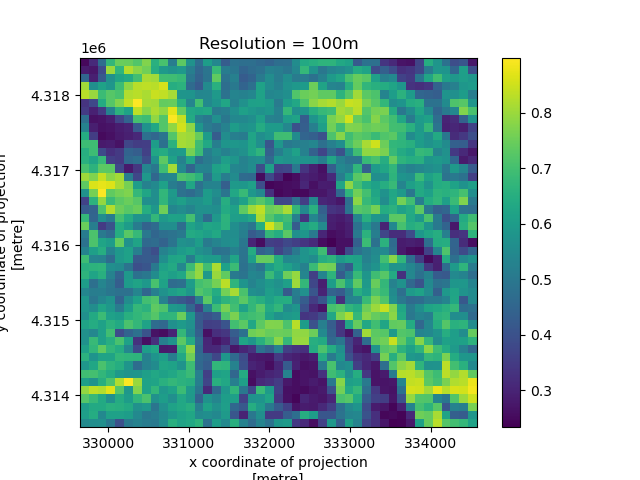 Resolution = 100m
1e6
4.318
4.317
4.316
4.315
4.314
330000 331000 332000 333000 334000
x coordinate of projection
[metre]
y coordinate of projection
[metre]
0.8
0.7
0.6
0.5
0.4
0.3